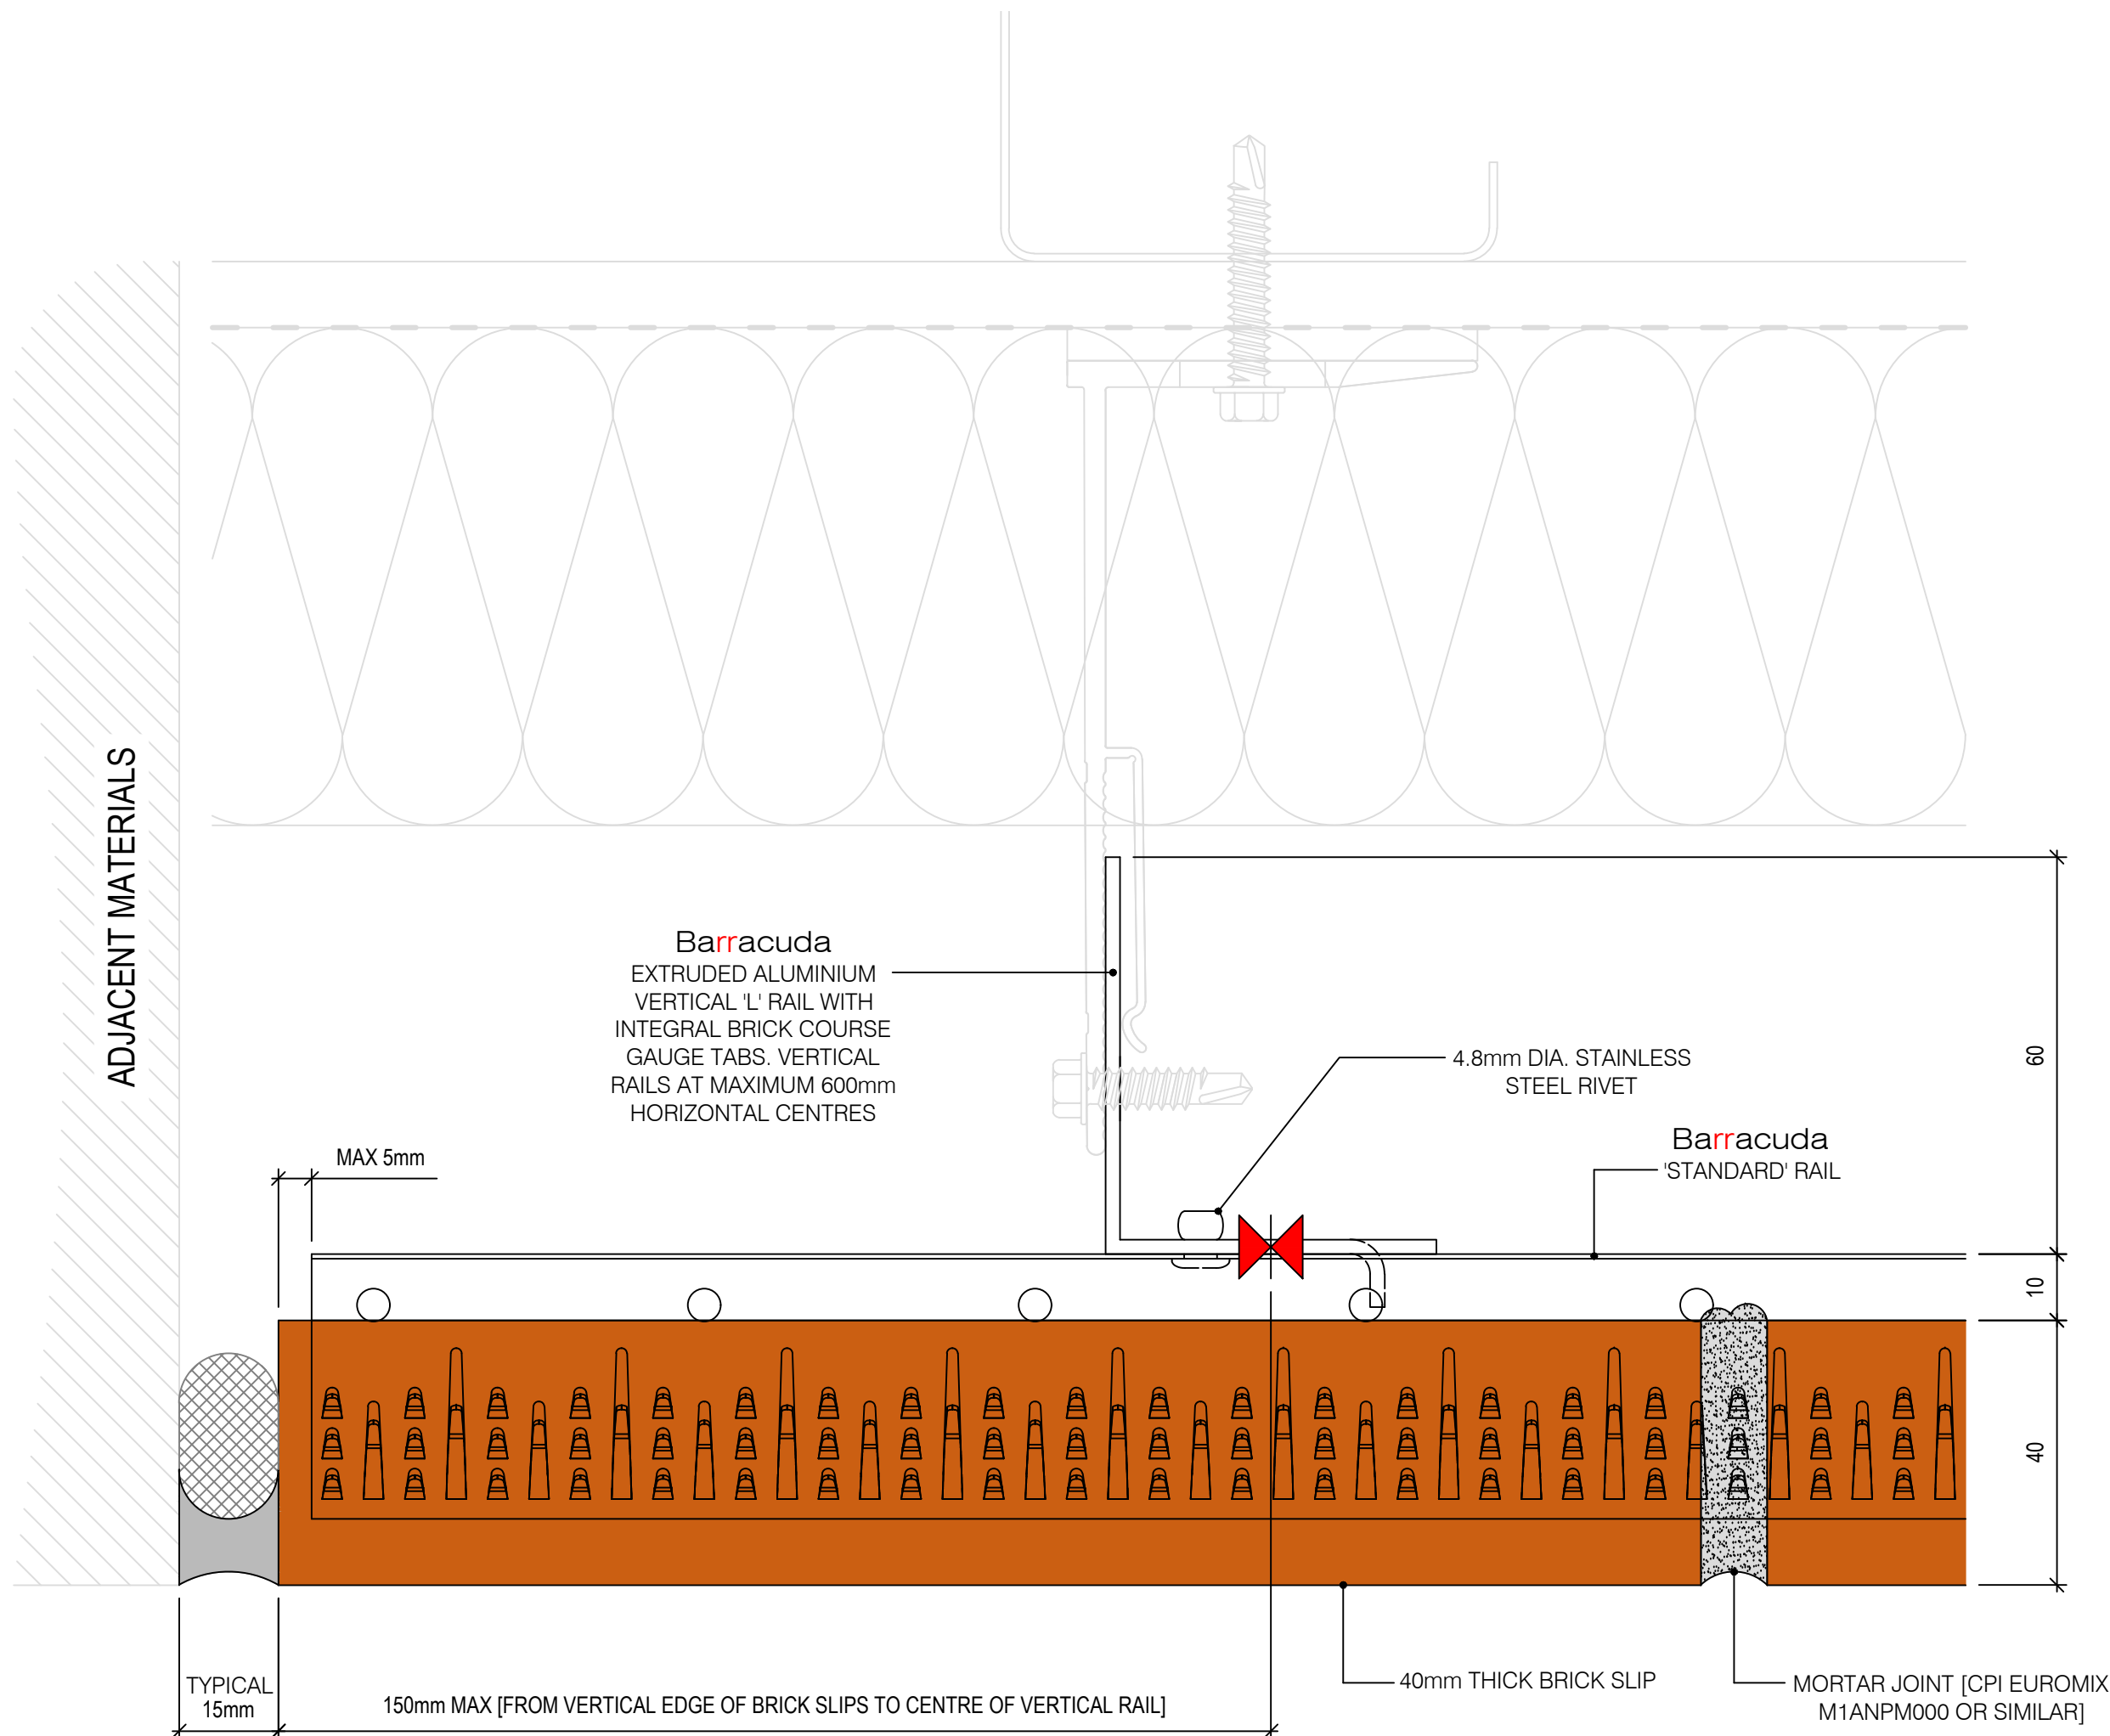 ADJACENT MATERIALS
Barracuda
EXTRUDED ALUMINIUM
VERTICAL 'L' RAIL WITH
INTEGRAL BRICK COURSE
GAUGE TABS. VERTICAL
RAILS AT MAXIMUM 600mm
HORIZONTAL CENTRES
4.8mm DIA. STAINLESS
STEEL RIVET
60
Barracuda
'STANDARD' RAIL
MAX 5mm
10
40
TYPICAL
15mm
150mm MAX [FROM VERTICAL EDGE OF BRICK SLIPS TO CENTRE OF VERTICAL RAIL]
40mm THICK BRICK SLIP
MORTAR JOINT [CPI EUROMIX
M1ANPM000 OR SIMILAR]